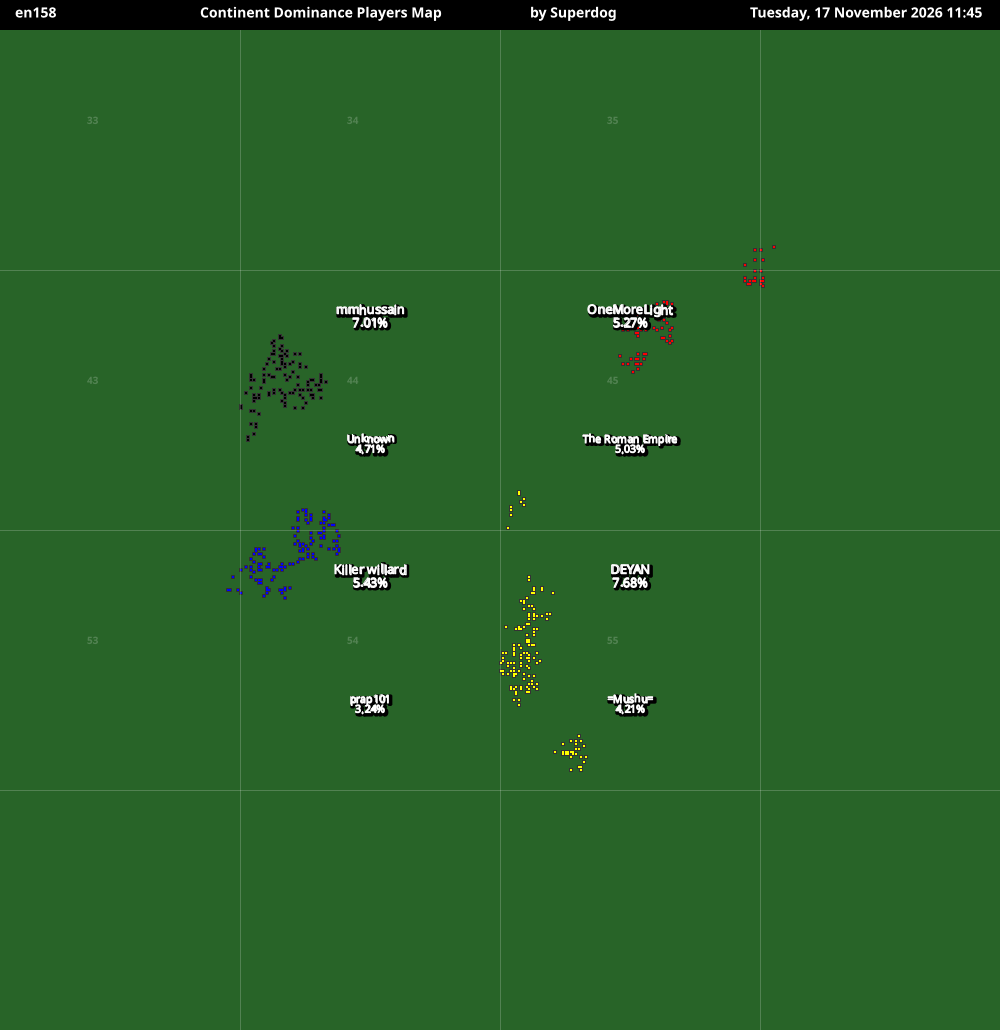 en158 Continent Dominance Players Map by Superdog Tuesday, 17 November 2026 11:45
33 34 35
mmhussain OneMoreLight
7.01% 5.27%
43 44 45
Unknown The Roman Empire
4.71% 5.03%
Killer willard DEYAN
5.43% 7.68%
53 54 55
prap101 =Mushu=
3.24% 4.21%